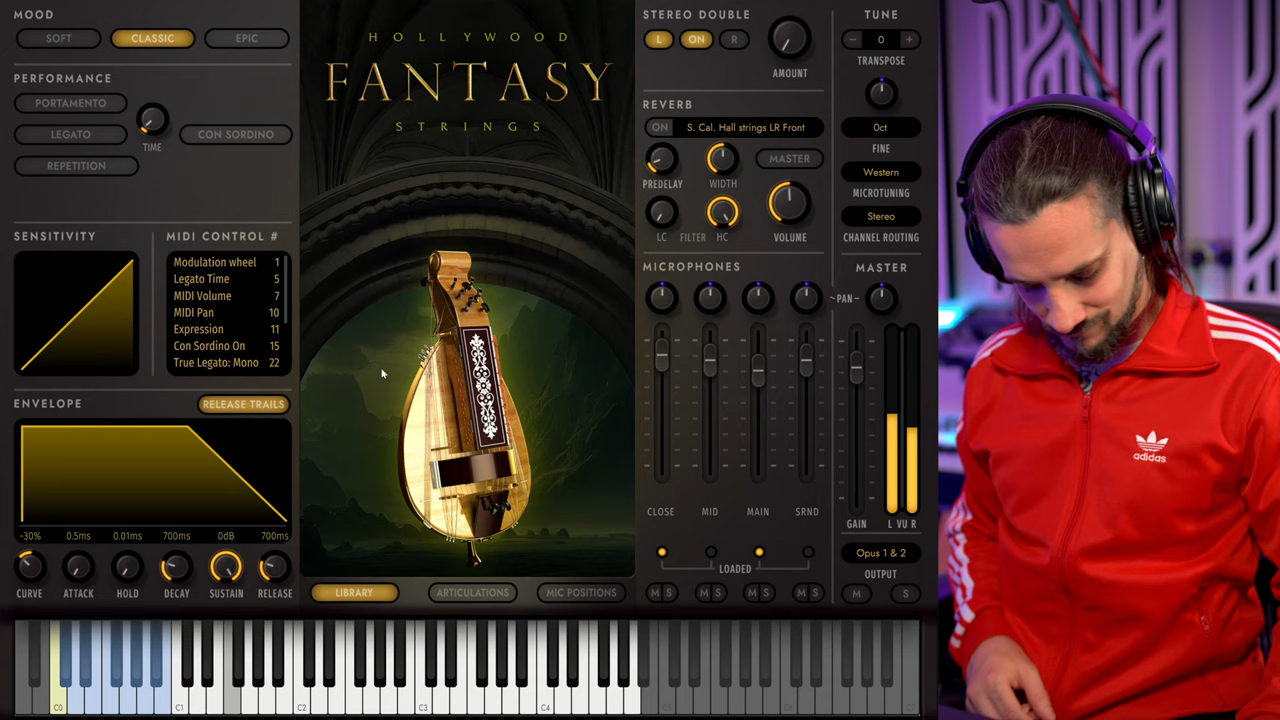 MOOD
SOFT CLASSIC EPIC
PERFORMANCE
PORTAMENTO
LEGATO
REPETITION
TIME
CON SORDINO
SENSITIVITY
MIDI CONTROL #
Modulation wheel 1
Legato Time 5
MIDI Volume 7
MIDI Pan 10
Expression 11
Con Sordino On 15
True Legato: Mono 22
ENVELOPE
RELEASE TRAILS
-30% 0.5ms 0.01ms 700ms 0dB 700ms
CURVE ATTACK HOLD DECAY SUSTAIN RELEASE
HOLLYWOOD
FANTASY
STRINGS
LIBRARY ARTICULATIONS MIC POSITIONS
STEREO DOUBLE
L ON R
AMOUNT
REVERB
ON S. Cal. Hall strings LR Front
PREDELAY WIDTH MASTER
LC FILTER HC VOLUME
MICROPHONES
CLOSE MID MAIN SRND
LOADED
M S M S M S M S
TUNE
− 0 +
TRANSPOSE
0ct
FINE
Western
MICROTUNING
Stereo
CHANNEL ROUTING
MASTER
~PAN~
GAIN L VU R
Opus 1 & 2
OUTPUT
M S
C0 C1 C2 C3 C4 C5 C6 C7
adidas